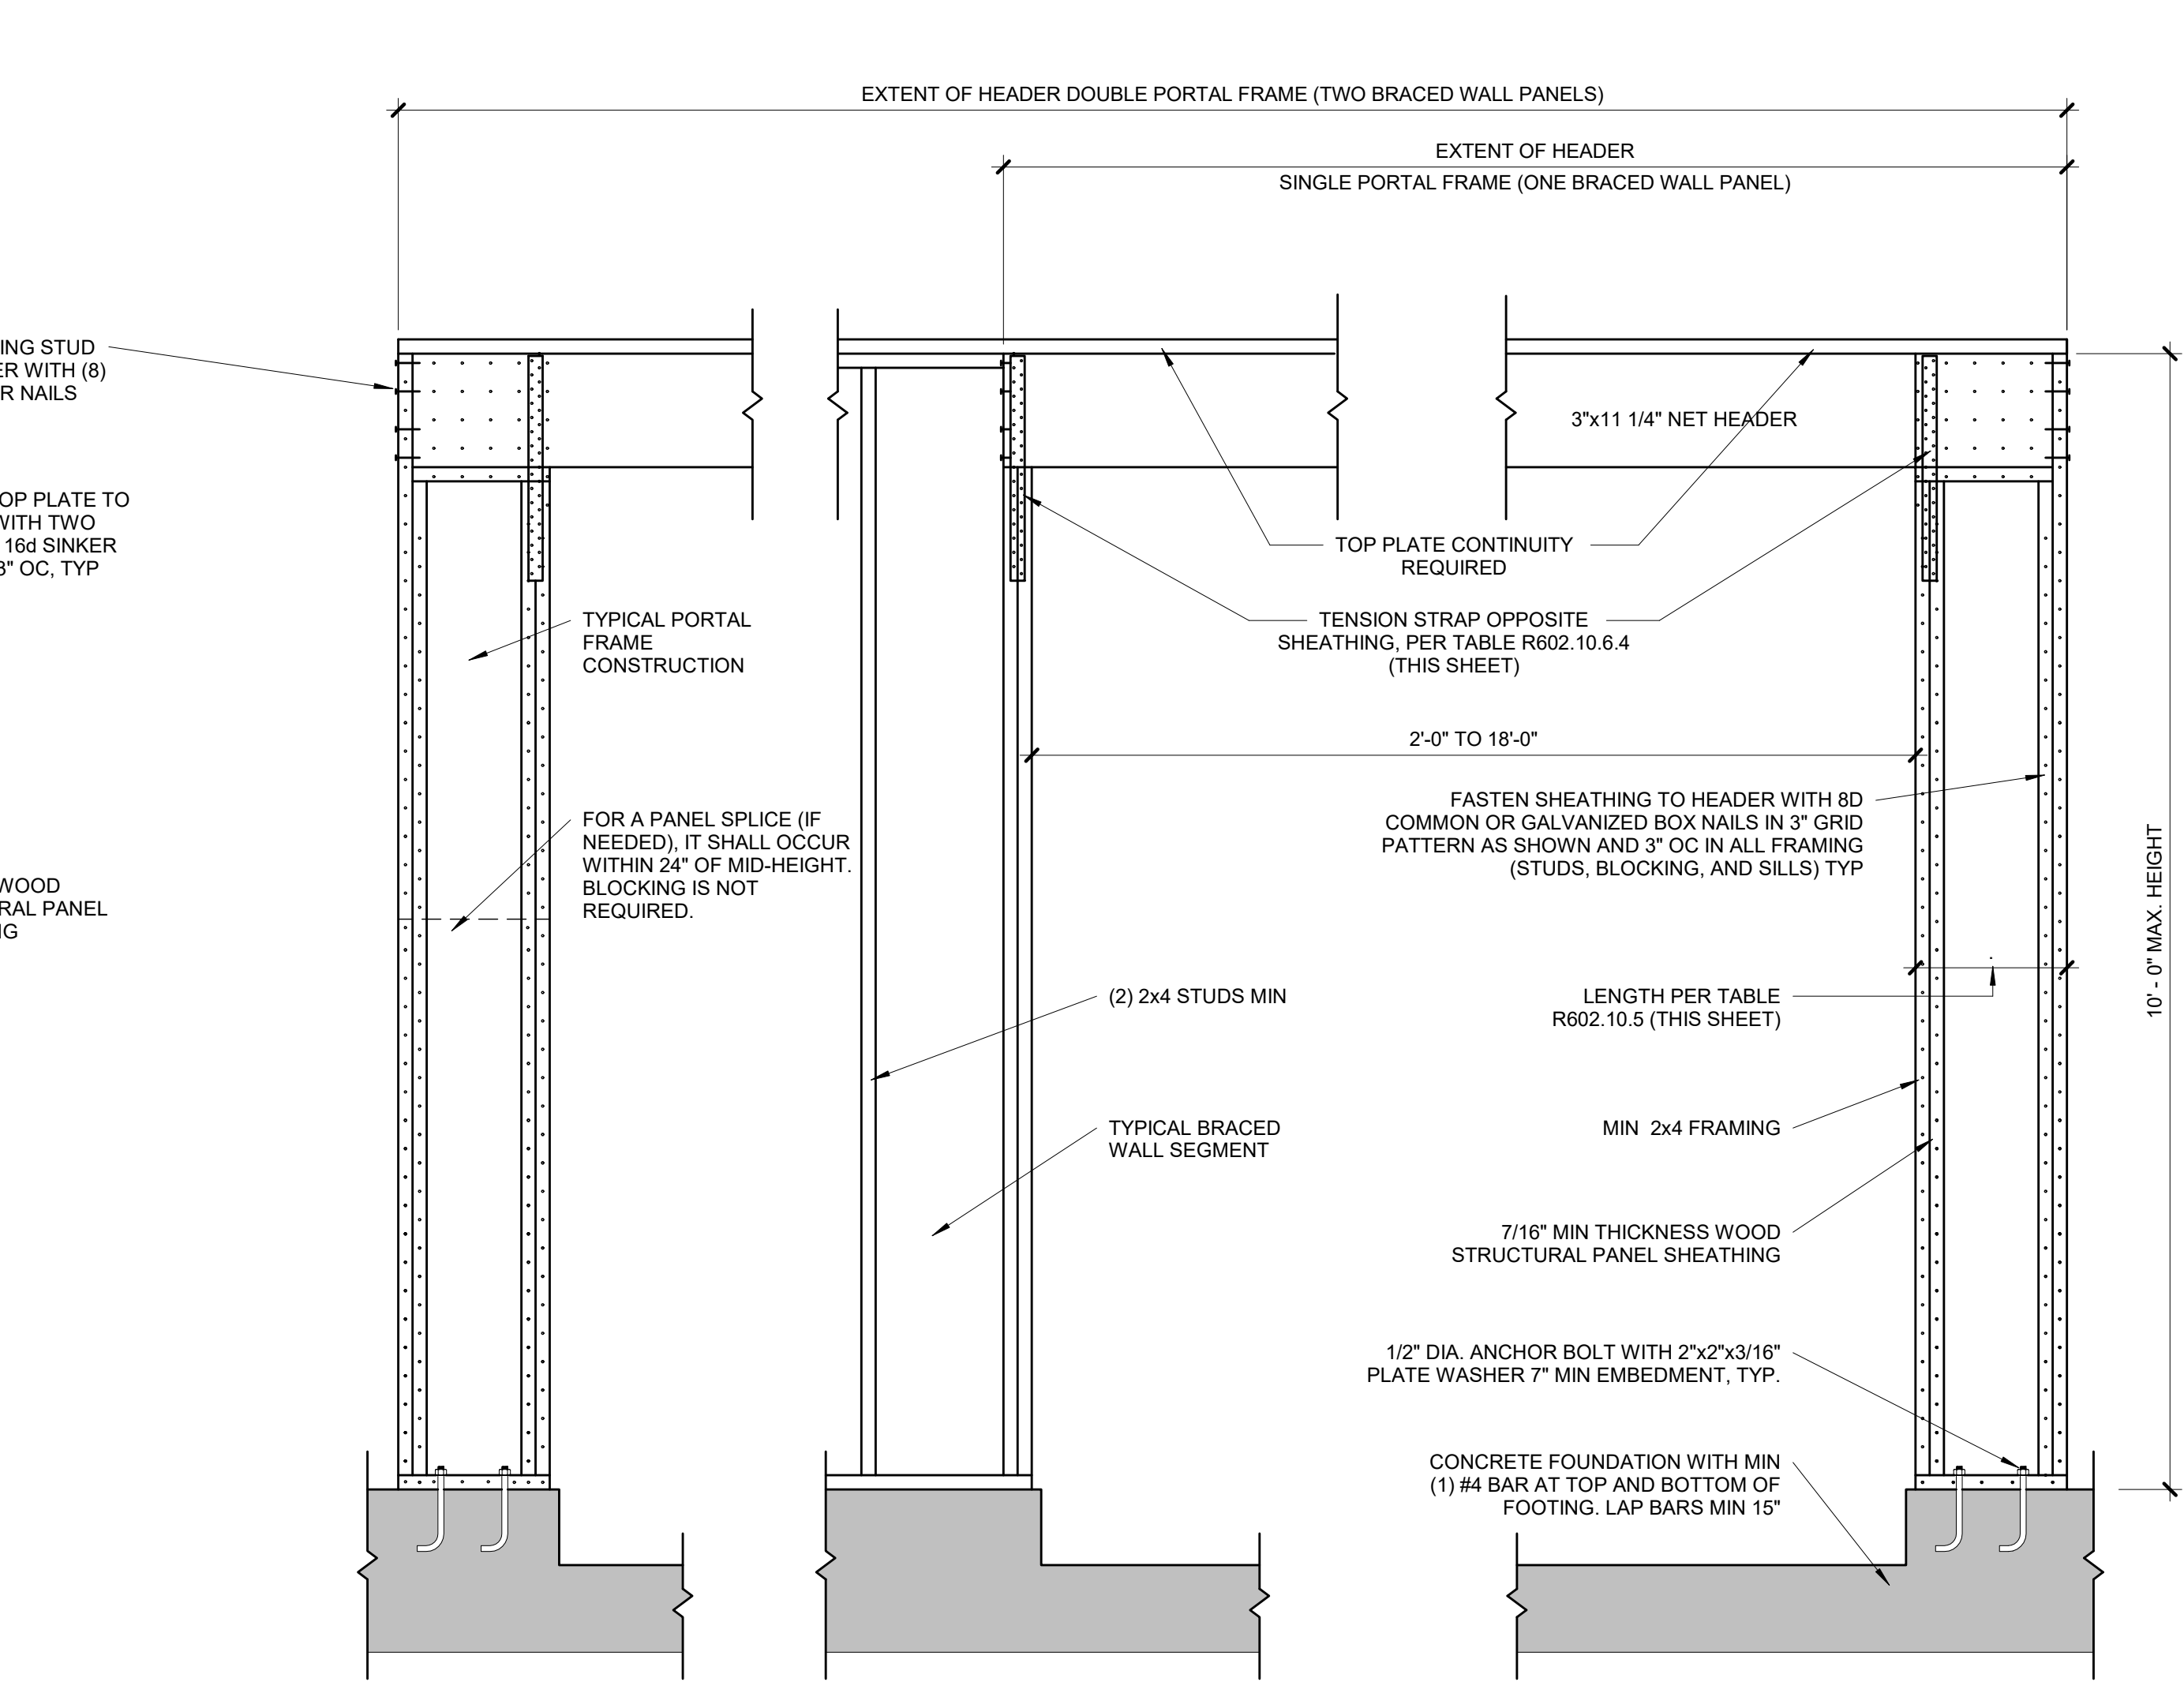 EXTENT OF HEADER DOUBLE PORTAL FRAME (TWO BRACED WALL PANELS)
EXTENT OF HEADER
SINGLE PORTAL FRAME (ONE BRACED WALL PANEL)
ING STUD
ER WITH (8)
R NAILS
OP PLATE TO
WITH TWO
16d SINKER
3" OC, TYP
WOOD
RAL PANEL
NG
3"x11 1/4" NET HEADER
TOP PLATE CONTINUITY
REQUIRED
TENSION STRAP OPPOSITE
SHEATHING, PER TABLE R602.10.6.4
(THIS SHEET)
TYPICAL PORTAL
FRAME
CONSTRUCTION
2'-0" TO 18'-0"
FOR A PANEL SPLICE (IF
NEEDED), IT SHALL OCCUR
WITHIN 24" OF MID-HEIGHT.
BLOCKING IS NOT
REQUIRED.
FASTEN SHEATHING TO HEADER WITH 8D
COMMON OR GALVANIZED BOX NAILS IN 3" GRID
PATTERN AS SHOWN AND 3" OC IN ALL FRAMING
(STUDS, BLOCKING, AND SILLS) TYP
10' - 0" MAX. HEIGHT
(2) 2x4 STUDS MIN
LENGTH PER TABLE
R602.10.5 (THIS SHEET)
TYPICAL BRACED
WALL SEGMENT
MIN 2x4 FRAMING
7/16" MIN THICKNESS WOOD
STRUCTURAL PANEL SHEATHING
1/2" DIA. ANCHOR BOLT WITH 2"x2"x3/16"
PLATE WASHER 7" MIN EMBEDMENT, TYP.
CONCRETE FOUNDATION WITH MIN
(1) #4 BAR AT TOP AND BOTTOM OF
FOOTING. LAP BARS MIN 15"